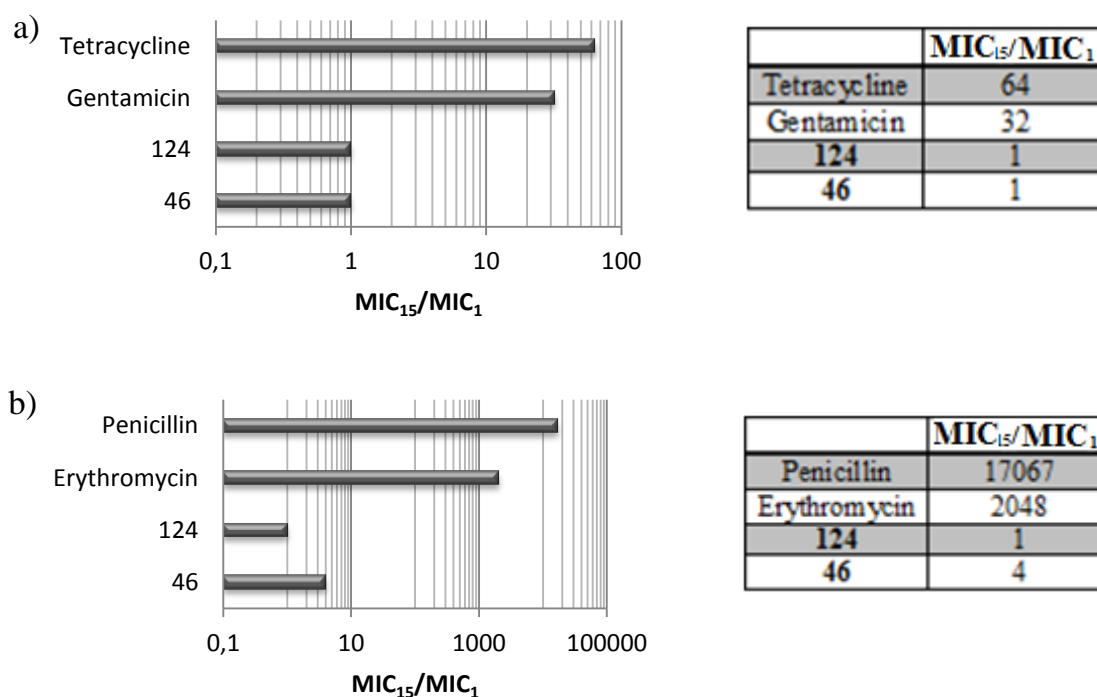 a)
Tetracycline
Gentamicin
124
46
0,1 1 10 100
MIC₁₅/MIC₁
MIC₁₅/MIC₁
Tetracycline 64
Gentamicin 32
124 1
46 1
b)
Penicillin
Erythromycin
124
46
0,1 10 1000 100000
MIC₁₅/MIC₁
MIC₁₅/MIC₁
Penicillin 17067
Erythromycin 2048
124 1
46 4